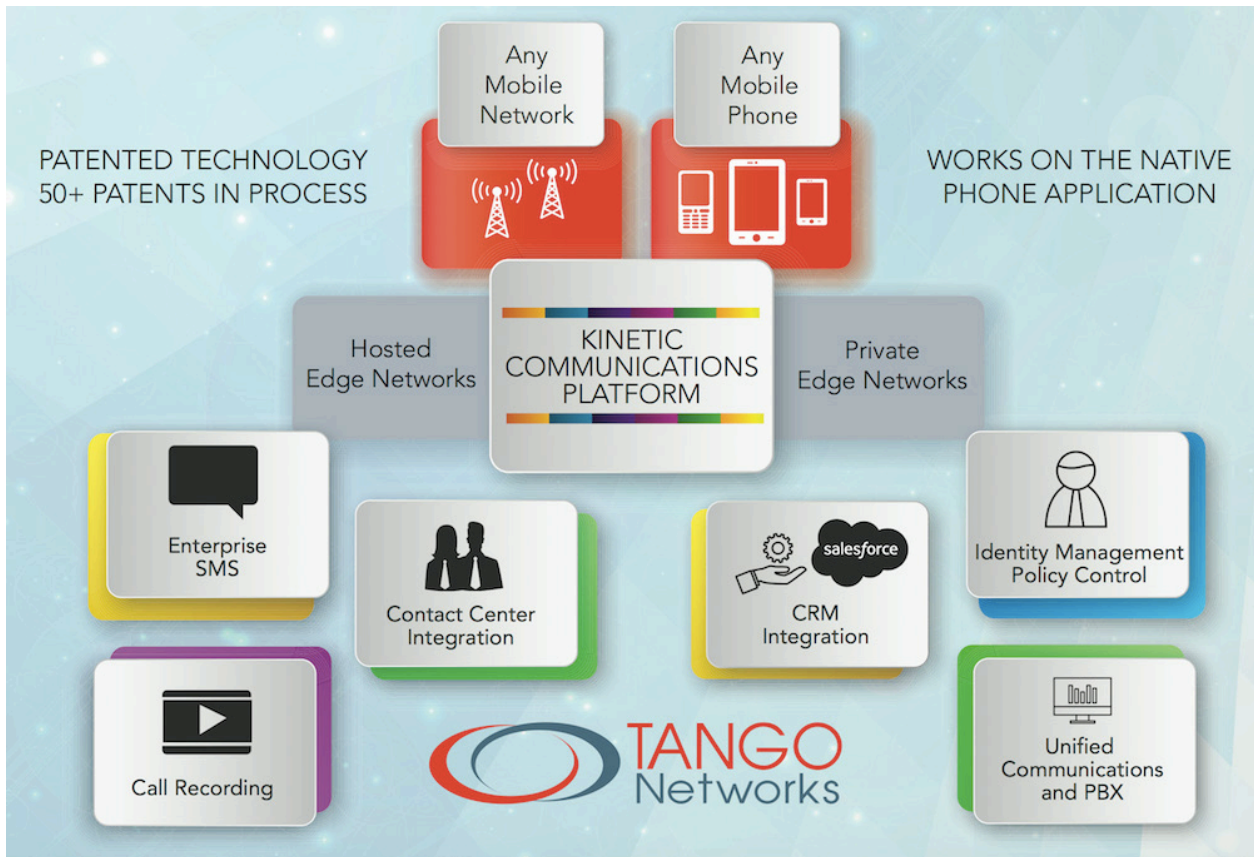 Any
Mobile
Network
Any
Mobile
Phone
PATENTED TECHNOLOGY
50+ PATENTS IN PROCESS
WORKS ON THE NATIVE
PHONE APPLICATION
Hosted
Edge Networks
KINETIC
COMMUNICATIONS
PLATFORM
Private
Edge Networks
Enterprise
SMS
Contact Center
Integration
salesforce
CRM
Integration
Identity Management
Policy Control
Call Recording
TANGO
Networks
Unified
Communications
and PBX